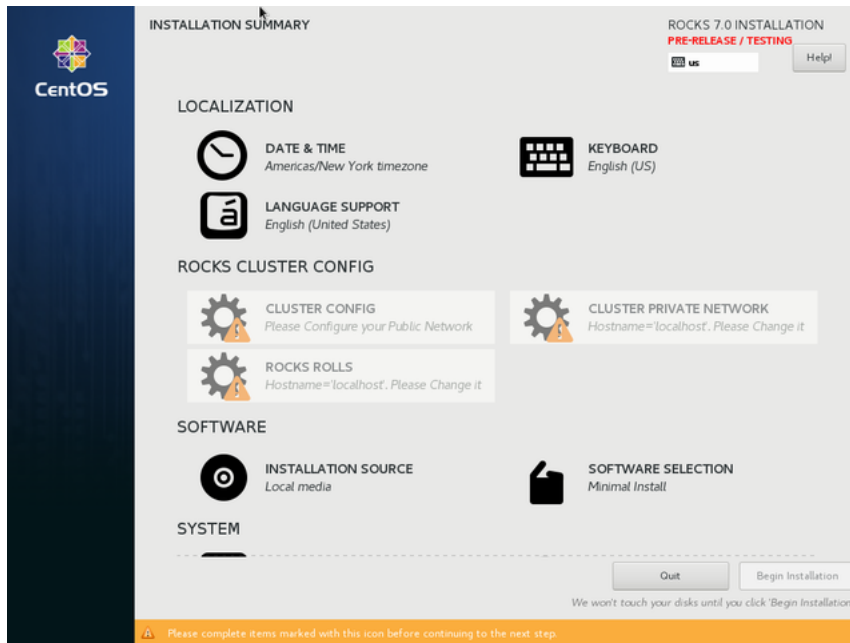 INSTALLATION SUMMARY
ROCKS 7.0 INSTALLATION
PRE-RELEASE / TESTING
us
Help!
CentOS
LOCALIZATION
DATE & TIME
Americas/New York timezone
KEYBOARD
English (US)
á
LANGUAGE SUPPORT
English (United States)
ROCKS CLUSTER CONFIG
CLUSTER CONFIG
Please Configure your Public Network
CLUSTER PRIVATE NETWORK
Hostname='localhost'. Please Change it
ROCKS ROLLS
Hostname='localhost'. Please Change it
SOFTWARE
INSTALLATION SOURCE
Local media
SOFTWARE SELECTION
Minimal Install
SYSTEM
Quit
Begin Installation
We won't touch your disks until you click 'Begin Installation
Please complete items marked with this icon before continuing to the next step.